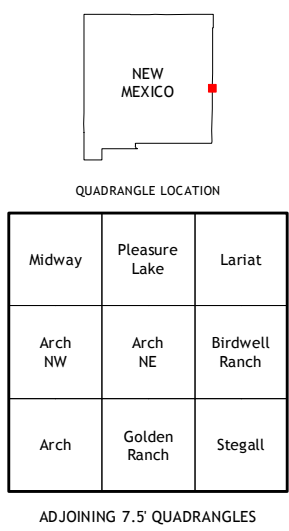 NEW
MEXICO
QUADRANGLE LOCATION
Midway
Pleasure
Lake
Lariat
Arch
NW
Arch
NE
Birdwell
Ranch
Arch
Golden
Ranch
Stegall
ADJOINING 7.5' QUADRANGLES